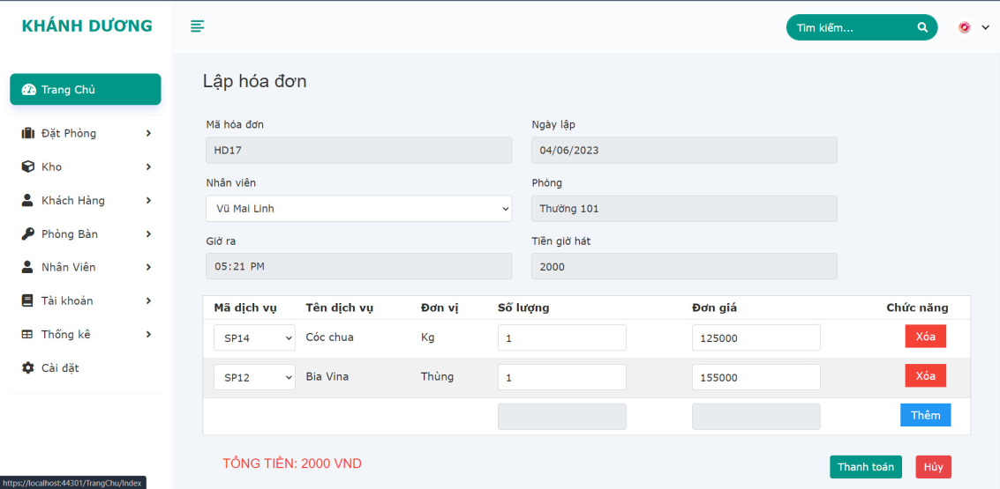 KHÁNH DƯƠNG
Tìm kiếm...
Trang Chủ
Đặt Phòng
Kho
Khách Hàng
Phòng Bàn
Nhân Viên
Tài khoản
Thống kê
Cài đặt
Lập hóa đơn
Mã hóa đơn
Ngày lập
HD17
04/06/2023
Nhân viên
Phòng
Vũ Mai Linh
Thường 101
Giờ ra
Tiền giờ hát
05:21 PM
2000
Mã dịch vụ Tên dịch vụ Đơn vị Số lượng Đơn giá Chức năng
SP14 Cóc chua Kg 1 125000 Xóa
SP12 Bia Vina Thùng 1 155000 Xóa
Thêm
TỔNG TIỀN: 2000 VND
Thanh toán Hủy
https://localhost:44301/TrangChu/Index